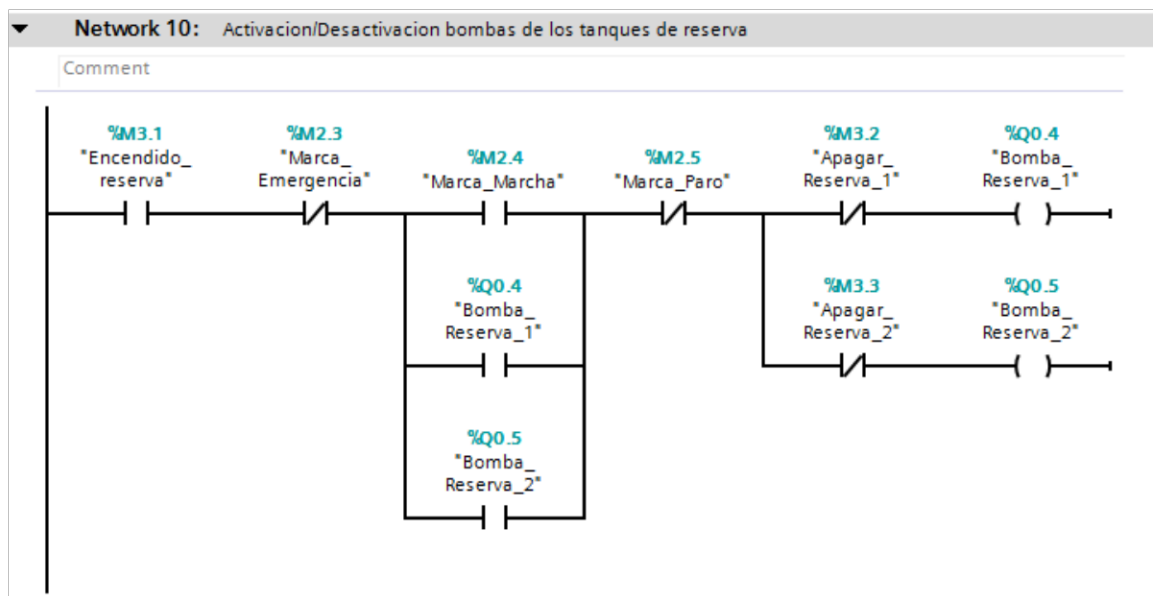 Network 10: Activacion/Desactivacion bombas de los tanques de reserva
Comment
%M3.1
"Encendido_
reserva"
%M2.3
"Marca_
Emergencia"
%M2.4
"Marca_Marcha"
%M2.5
"Marca_Paro"
%M3.2
"Apagar_
Reserva_1"
%Q0.4
"Bomba_
Reserva_1"
%Q0.4
"Bomba_
Reserva_1"
%M3.3
"Apagar_
Reserva_2"
%Q0.5
"Bomba_
Reserva_2"
%Q0.5
"Bomba_
Reserva_2"